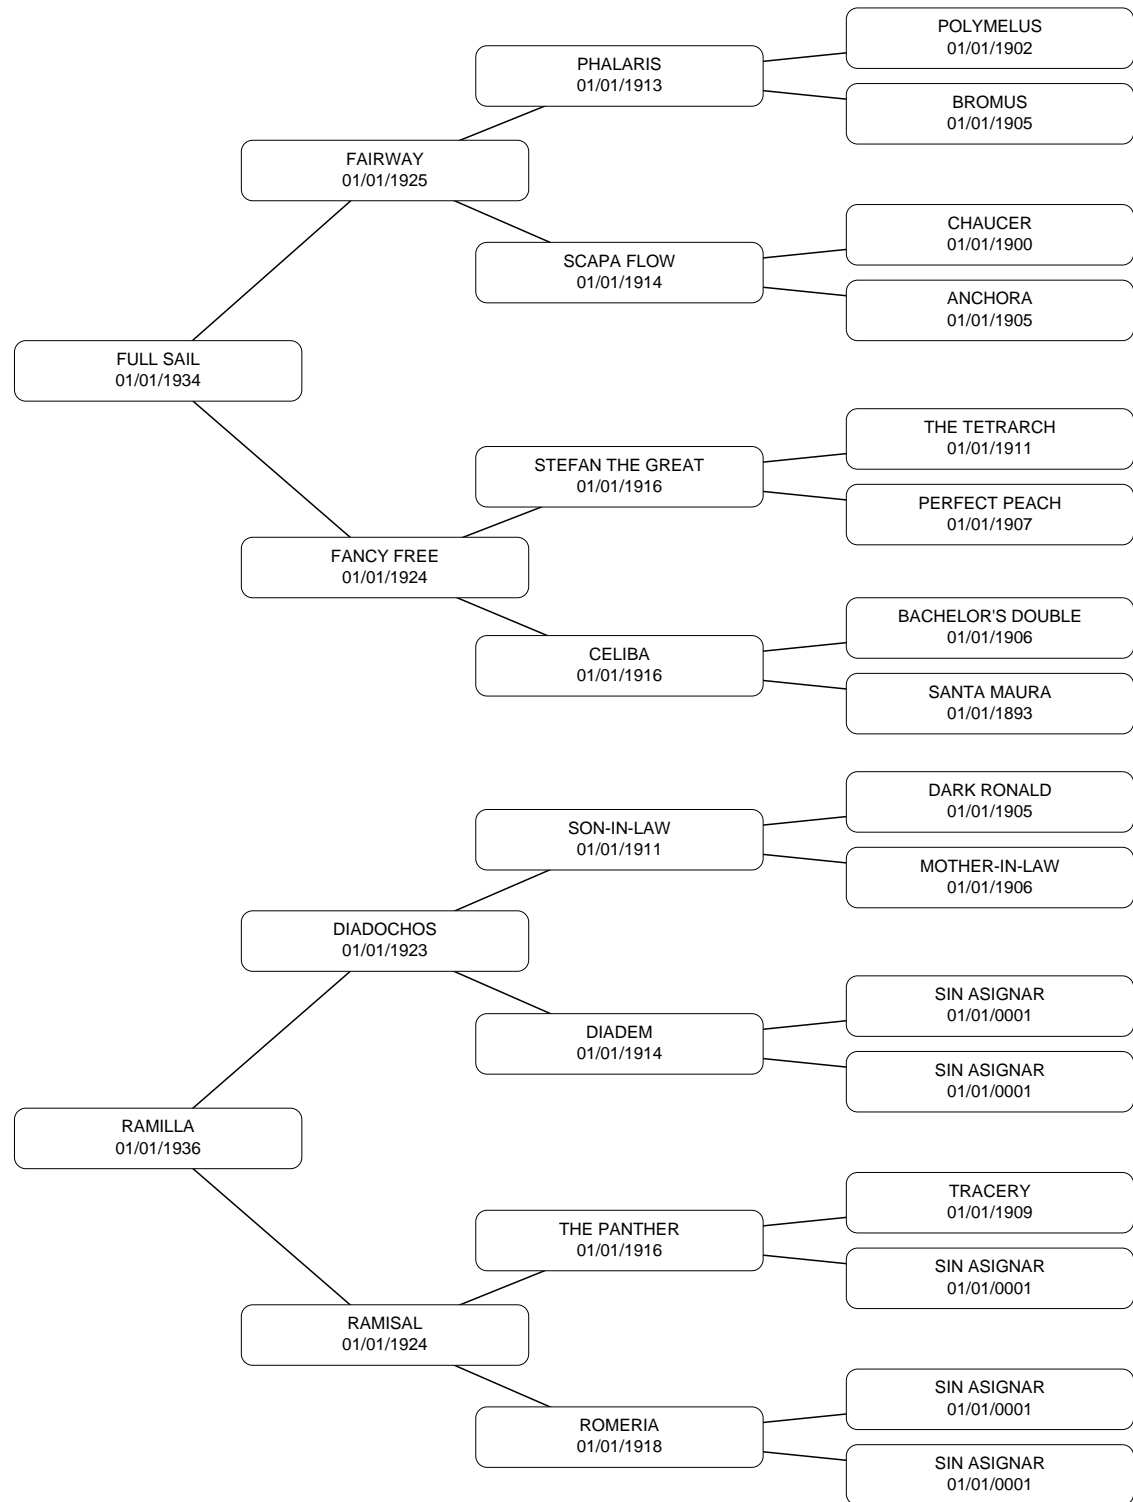 POLYMELUS
01/01/1902
PHALARIS
01/01/1913
BROMUS
01/01/1905
FAIRWAY
01/01/1925
CHAUCER
01/01/1900
SCAPA FLOW
01/01/1914
ANCHORA
01/01/1905
FULL SAIL
01/01/1934
THE TETRARCH
01/01/1911
STEFAN THE GREAT
01/01/1916
PERFECT PEACH
01/01/1907
FANCY FREE
01/01/1924
BACHELOR'S DOUBLE
01/01/1906
CELIBA
01/01/1916
SANTA MAURA
01/01/1893
DARK RONALD
01/01/1905
SON-IN-LAW
01/01/1911
MOTHER-IN-LAW
01/01/1906
DIADOCHOS
01/01/1923
SIN ASIGNAR
01/01/0001
DIADEM
01/01/1914
SIN ASIGNAR
01/01/0001
RAMILLA
01/01/1936
TRACERY
01/01/1909
THE PANTHER
01/01/1916
SIN ASIGNAR
01/01/0001
RAMISAL
01/01/1924
SIN ASIGNAR
01/01/0001
ROMERIA
01/01/1918
SIN ASIGNAR
01/01/0001